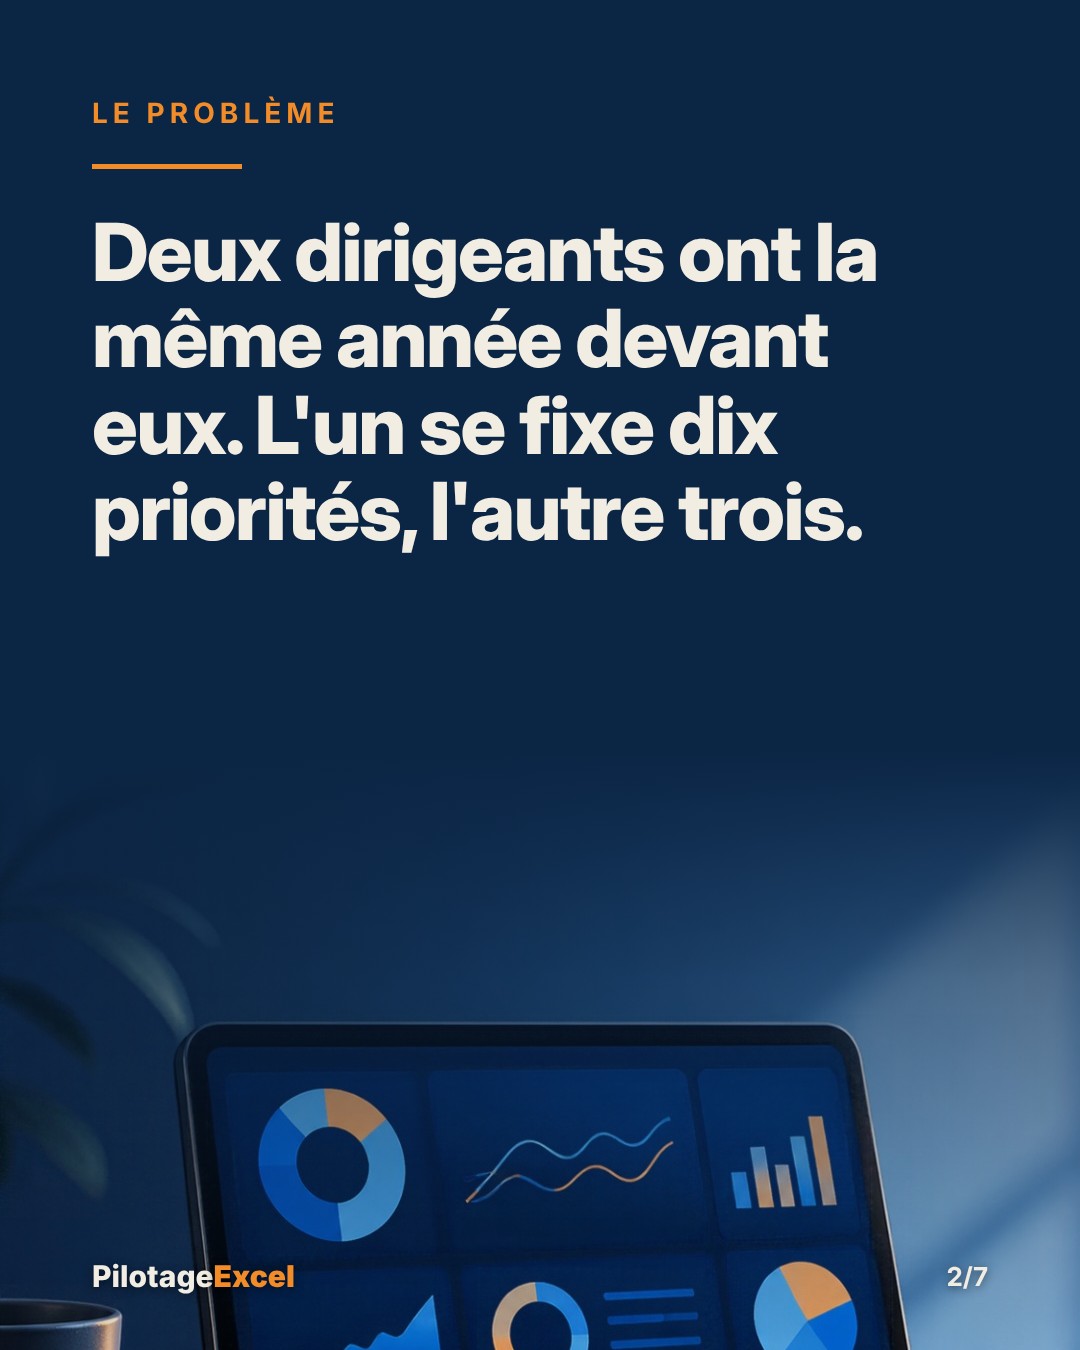 LE PROBLÈME
Deux dirigeants ont la
même année devant
eux. L'un se fixe dix
priorités, l'autre trois.
PilotageExcel
2/7